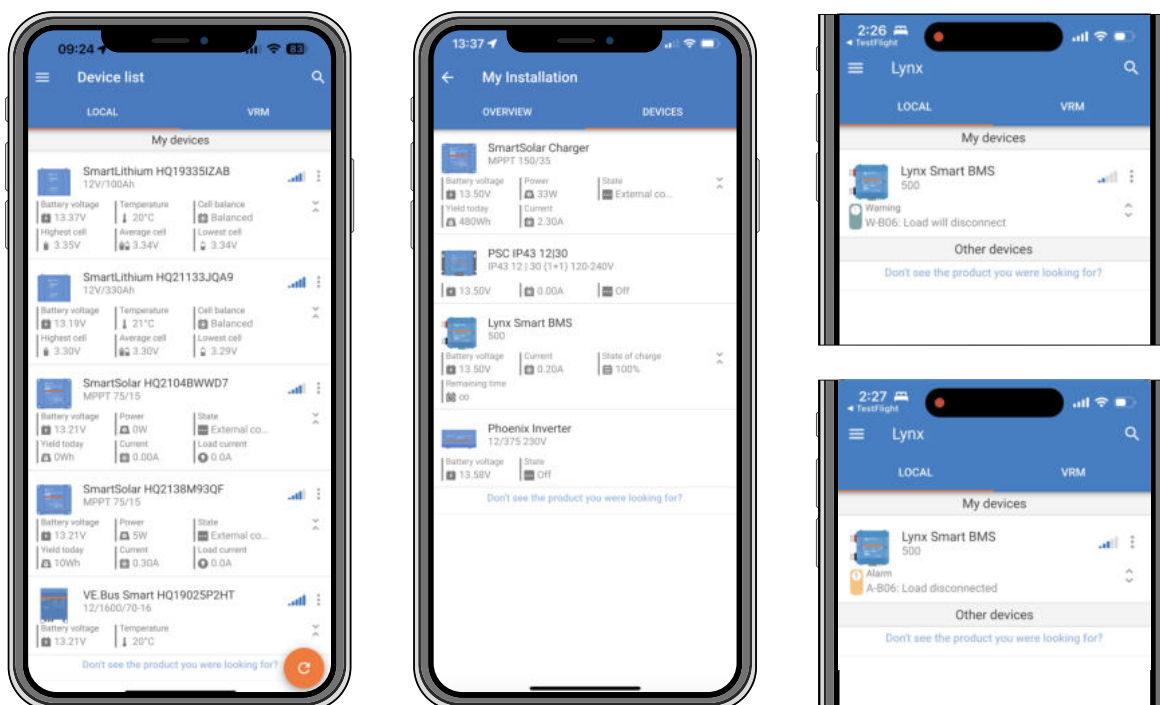 09:24
83
Device list
LOCAL VRM
My devices
SmartLithium HQ19335IZAB
12V/100Ah
Battery voltage Temperature Cell balance
13.37V 20°C Balanced
Highest cell Average cell Lowest cell
3.35V 3.34V 3.34V
SmartLithium HQ21133JQA9
12V/330Ah
Battery voltage Temperature Cell balance
13.19V 21°C Balanced
Highest cell Average cell Lowest cell
3.30V 3.30V 3.29V
SmartSolar HQ2104BWWD7
MPPT 75/15
Battery voltage Power State
13.21V 0W External co...
Yield today Current Load current
0Wh 0.00A 0.0A
SmartSolar HQ2138M93QF
MPPT 75/15
Battery voltage Power State
13.21V 5W External co...
Yield today Current Load current
10Wh 0.30A 0.0A
VE.Bus Smart HQ19025P2HT
12/1600/70-16
Battery voltage Temperature
13.21V 20°C
Don't see the product you were looking for?
13:37
My Installation
OVERVIEW DEVICES
SmartSolar Charger
MPPT 150/35
Battery voltage Power State
13.50V 33W External co...
Yield today Current
480Wh 2.30A
PSC IP43 12|30
IP43 12 | 30 (1+1) 120-240V
13.50V 0.00A Off
Lynx Smart BMS
500
Battery voltage Current State of charge
13.50V 0.20A 100%
Remaining time
∞
Phoenix Inverter
12/375 230V
Battery voltage State
13.58V Off
Don't see the product you were looking for?
2:26
TestFlight
Lynx
LOCAL VRM
My devices
Lynx Smart BMS
500
Warning
W-B06: Load will disconnect
Other devices
Don't see the product you were looking for?
2:27
TestFlight
Lynx
LOCAL VRM
My devices
Lynx Smart BMS
500
Alarm
A-B06: Load disconnected
Other devices
Don't see the product you were looking for?